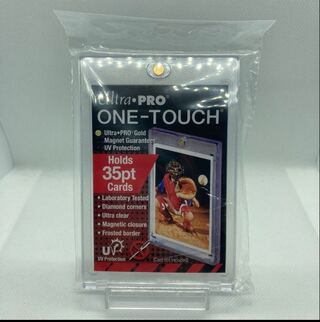 Ultra•PRO
ONE-TOUCH
Ultra•PRO Gold
Magnet Guarantees
UV Protection
Holds
35pt
Cards
• Laboratory Tested
• Diamond corners
• Ultra clear
• Magnetic closure
• Frosted border
UV
UV Protection